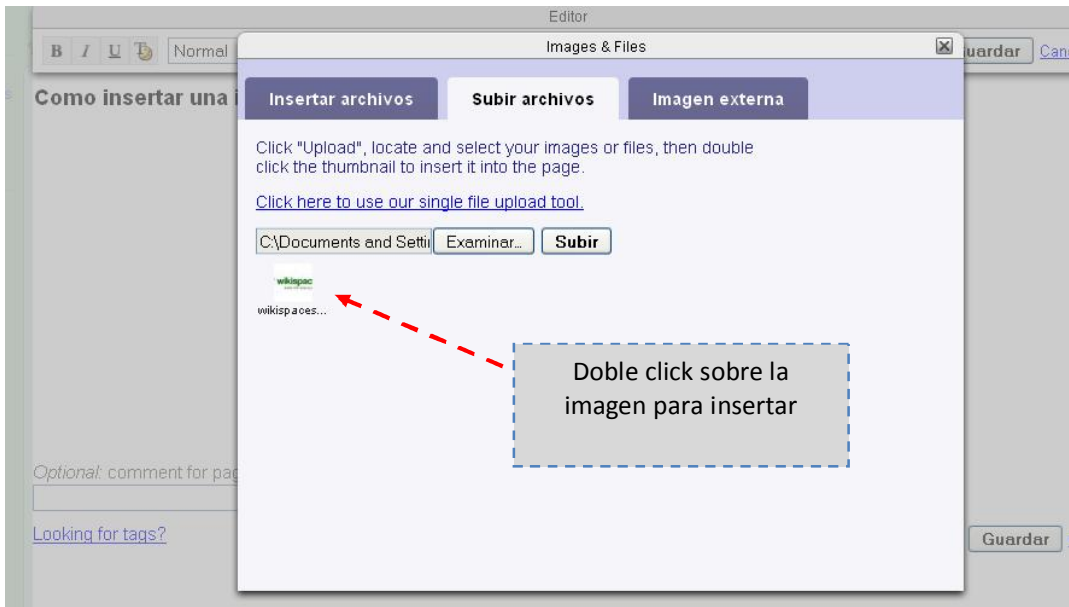 Editor
B I U T Normal
Images & Files
uardar Can
Como insertar una i
Insertar archivos Subir archivos Imagen externa
Click "Upload", locate and select your images or files, then double
click the thumbnail to insert it into the page.
Click here to use our single file upload tool.
C:\Documents and Settii Examinar... Subir
wikispac
wikispaces...
Doble click sobre la
imagen para insertar
Optional: comment for pag
Looking for tags?
Guardar